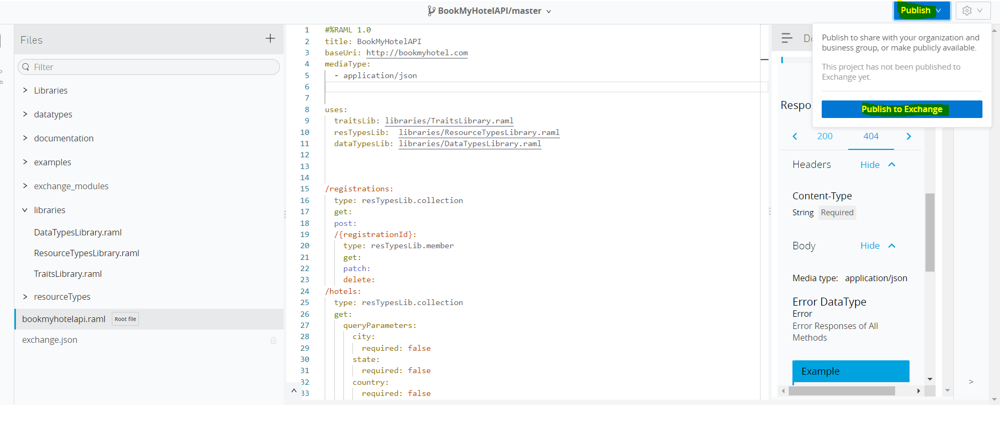 BookMyHotelAPI/master
Publish
Files
Filter
Libraries
datatypes
documentation
examples
exchange_modules
libraries
DataTypesLibrary.raml
ResourceTypesLibrary.raml
TraitsLibrary.raml
resourceTypes
bookmyhotelapi.raml Root file
exchange.json
1 #%RAML 1.0
2 title: BookMyHotelAPI
3 baseUri: http://bookmyhotel.com
4 mediaType:
5 - application/json
6
7
8 uses:
9 traitsLib: libraries/TraitsLibrary.raml
10 resTypesLib: libraries/ResourceTypesLibrary.raml
11 dataTypesLib: libraries/DataTypesLibrary.raml
12
13
14
15 /registrations:
16 type: resTypesLib.collection
17 get:
18 post:
19 /{registrationId}:
20 type: resTypesLib.member
21 get:
22 patch:
23 delete:
24 /hotels:
25 type: resTypesLib.collection
26 get:
27 queryParameters:
28 city:
29 required: false
30 state:
31 required: false
32 country:
33 required: false
Publish to share with your organization and
business group, or make publicly available.
This project has not been published to
Exchange yet.
Publish to Exchange
Respo
200 404
Headers Hide
Content-Type
String Required
Body Hide
Media type: application/json
Error DataType
Error
Error Responses of All
Methods
Example